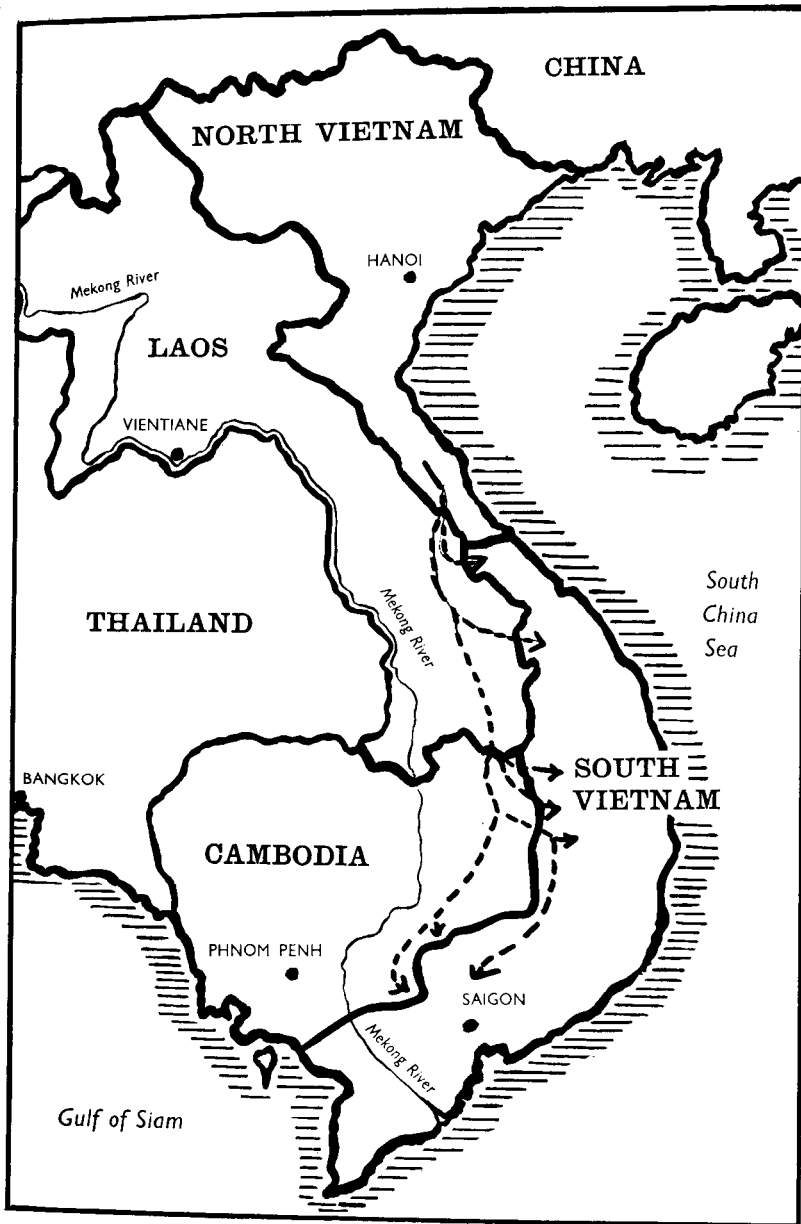 CHINA
NORTH VIETNAM
HANOI
Mekong River
LAOS
VIENTIANE
THAILAND
Mekong River
South
China
Sea
BANGKOK
SOUTH
VIETNAM
CAMBODIA
PHNOM PENH
SAIGON
Mekong River
Gulf of Siam